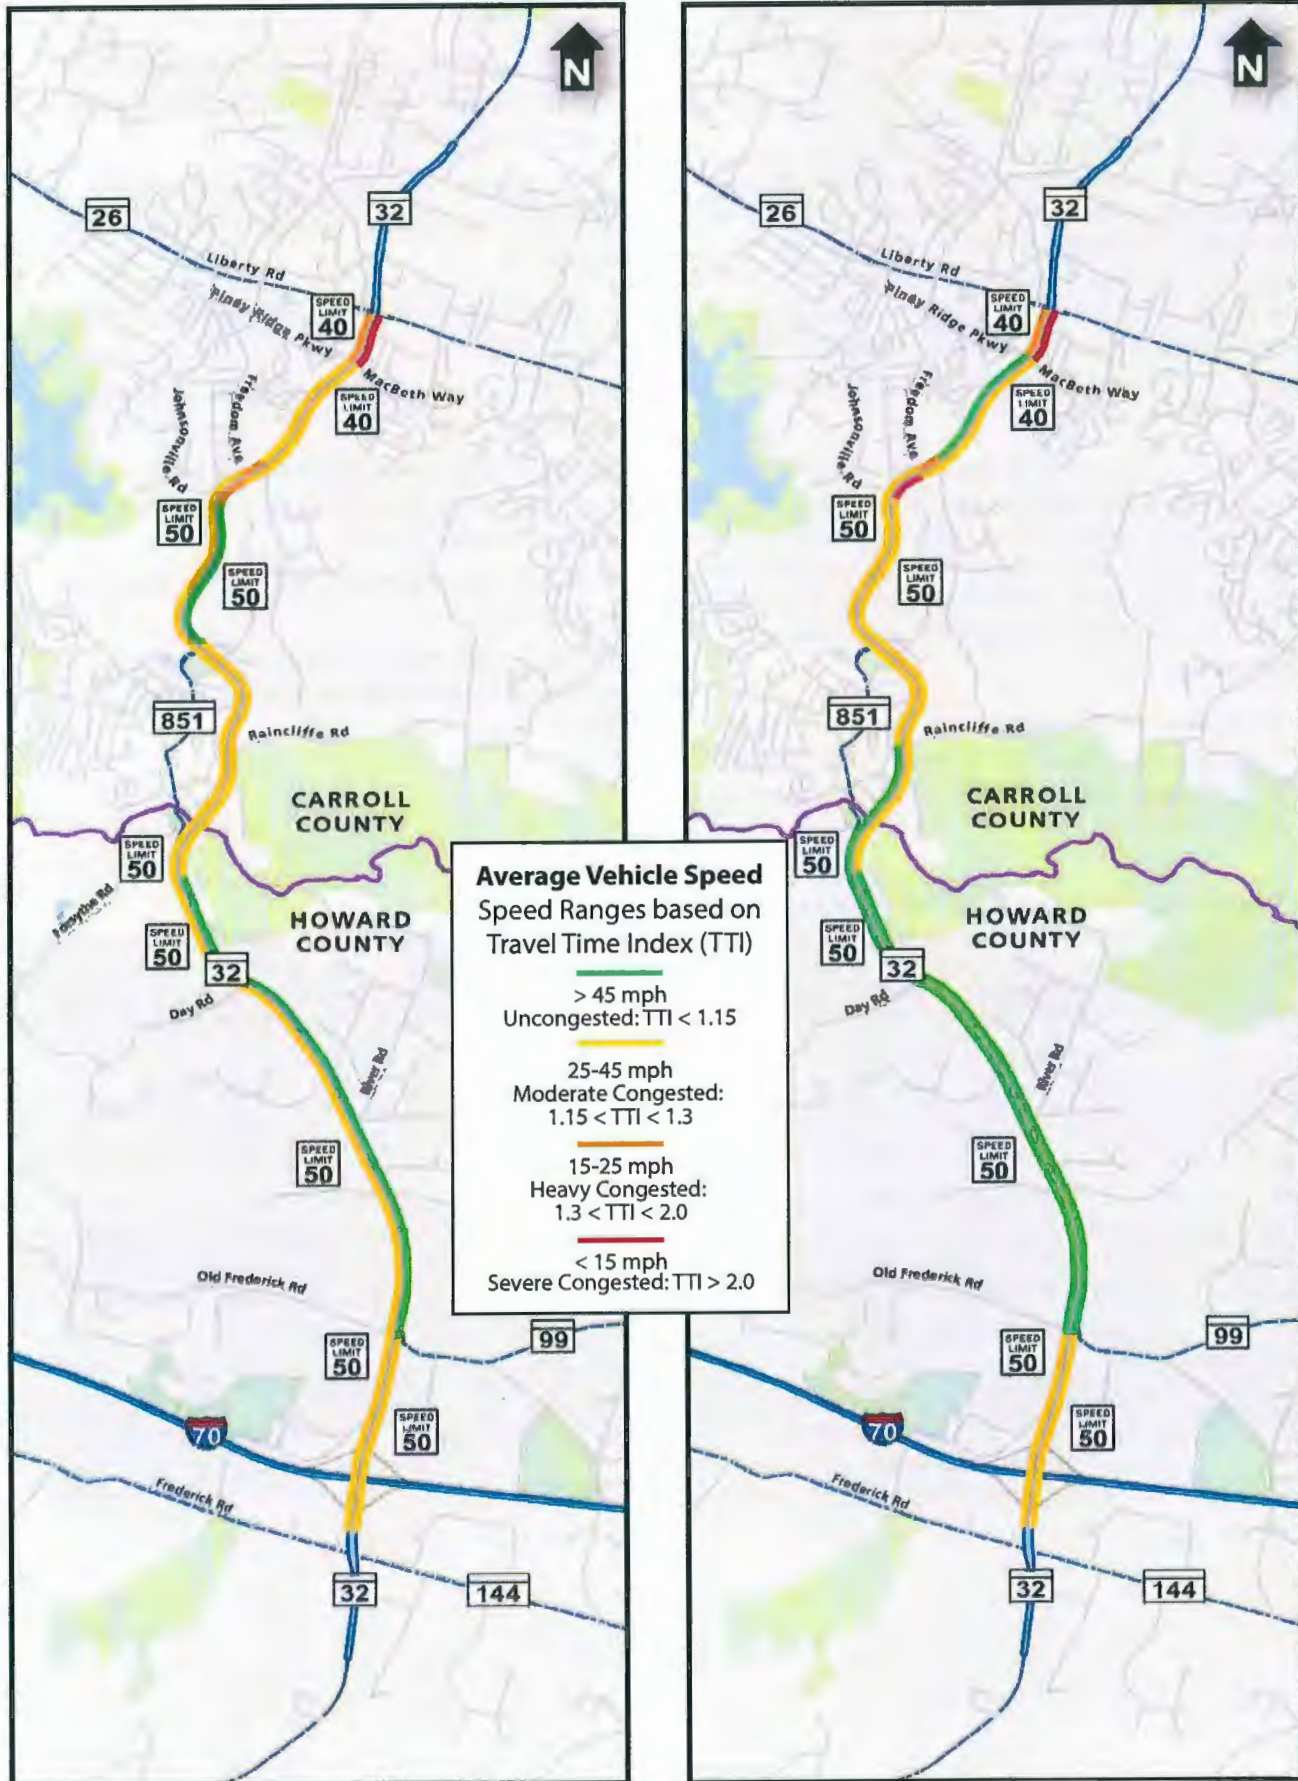 N
26
32
Liberty Rd
Piney Ridge Pkwy
SPEED
LIMIT
40
MacBeth Way
Freedom Ave
Johnsonville Rd
SPEED
LIMIT
40
SPEED
LIMIT
50
SPEED
LIMIT
50
851
Raincliffe Rd
CARROLL
COUNTY
SPEED
LIMIT
50
Forsythe Rd
HOWARD
COUNTY
SPEED
LIMIT
50
32
Day Rd
River Rd
SPEED
LIMIT
50
Old Frederick Rd
SPEED
LIMIT
50
99
SPEED
LIMIT
50
70
Frederick Rd
32
144
Average Vehicle Speed
Speed Ranges based on
Travel Time Index (TTI)
> 45 mph
Uncongested: TTI < 1.15
25-45 mph
Moderate Congested:
1.15 < TTI < 1.3
15-25 mph
Heavy Congested:
1.3 < TTI < 2.0
< 15 mph
Severe Congested: TTI > 2.0
N
26
32
Liberty Rd
Piney Ridge Pkwy
SPEED
LIMIT
40
MacBeth Way
Freedom Ave
Johnsonville Rd
SPEED
LIMIT
40
SPEED
LIMIT
50
SPEED
LIMIT
50
851
Raincliffe Rd
CARROLL
COUNTY
SPEED
LIMIT
50
HOWARD
COUNTY
SPEED
LIMIT
50
32
Day Rd
River Rd
SPEED
LIMIT
50
Old Frederick Rd
SPEED
LIMIT
50
99
SPEED
LIMIT
50
70
Frederick Rd
32
144